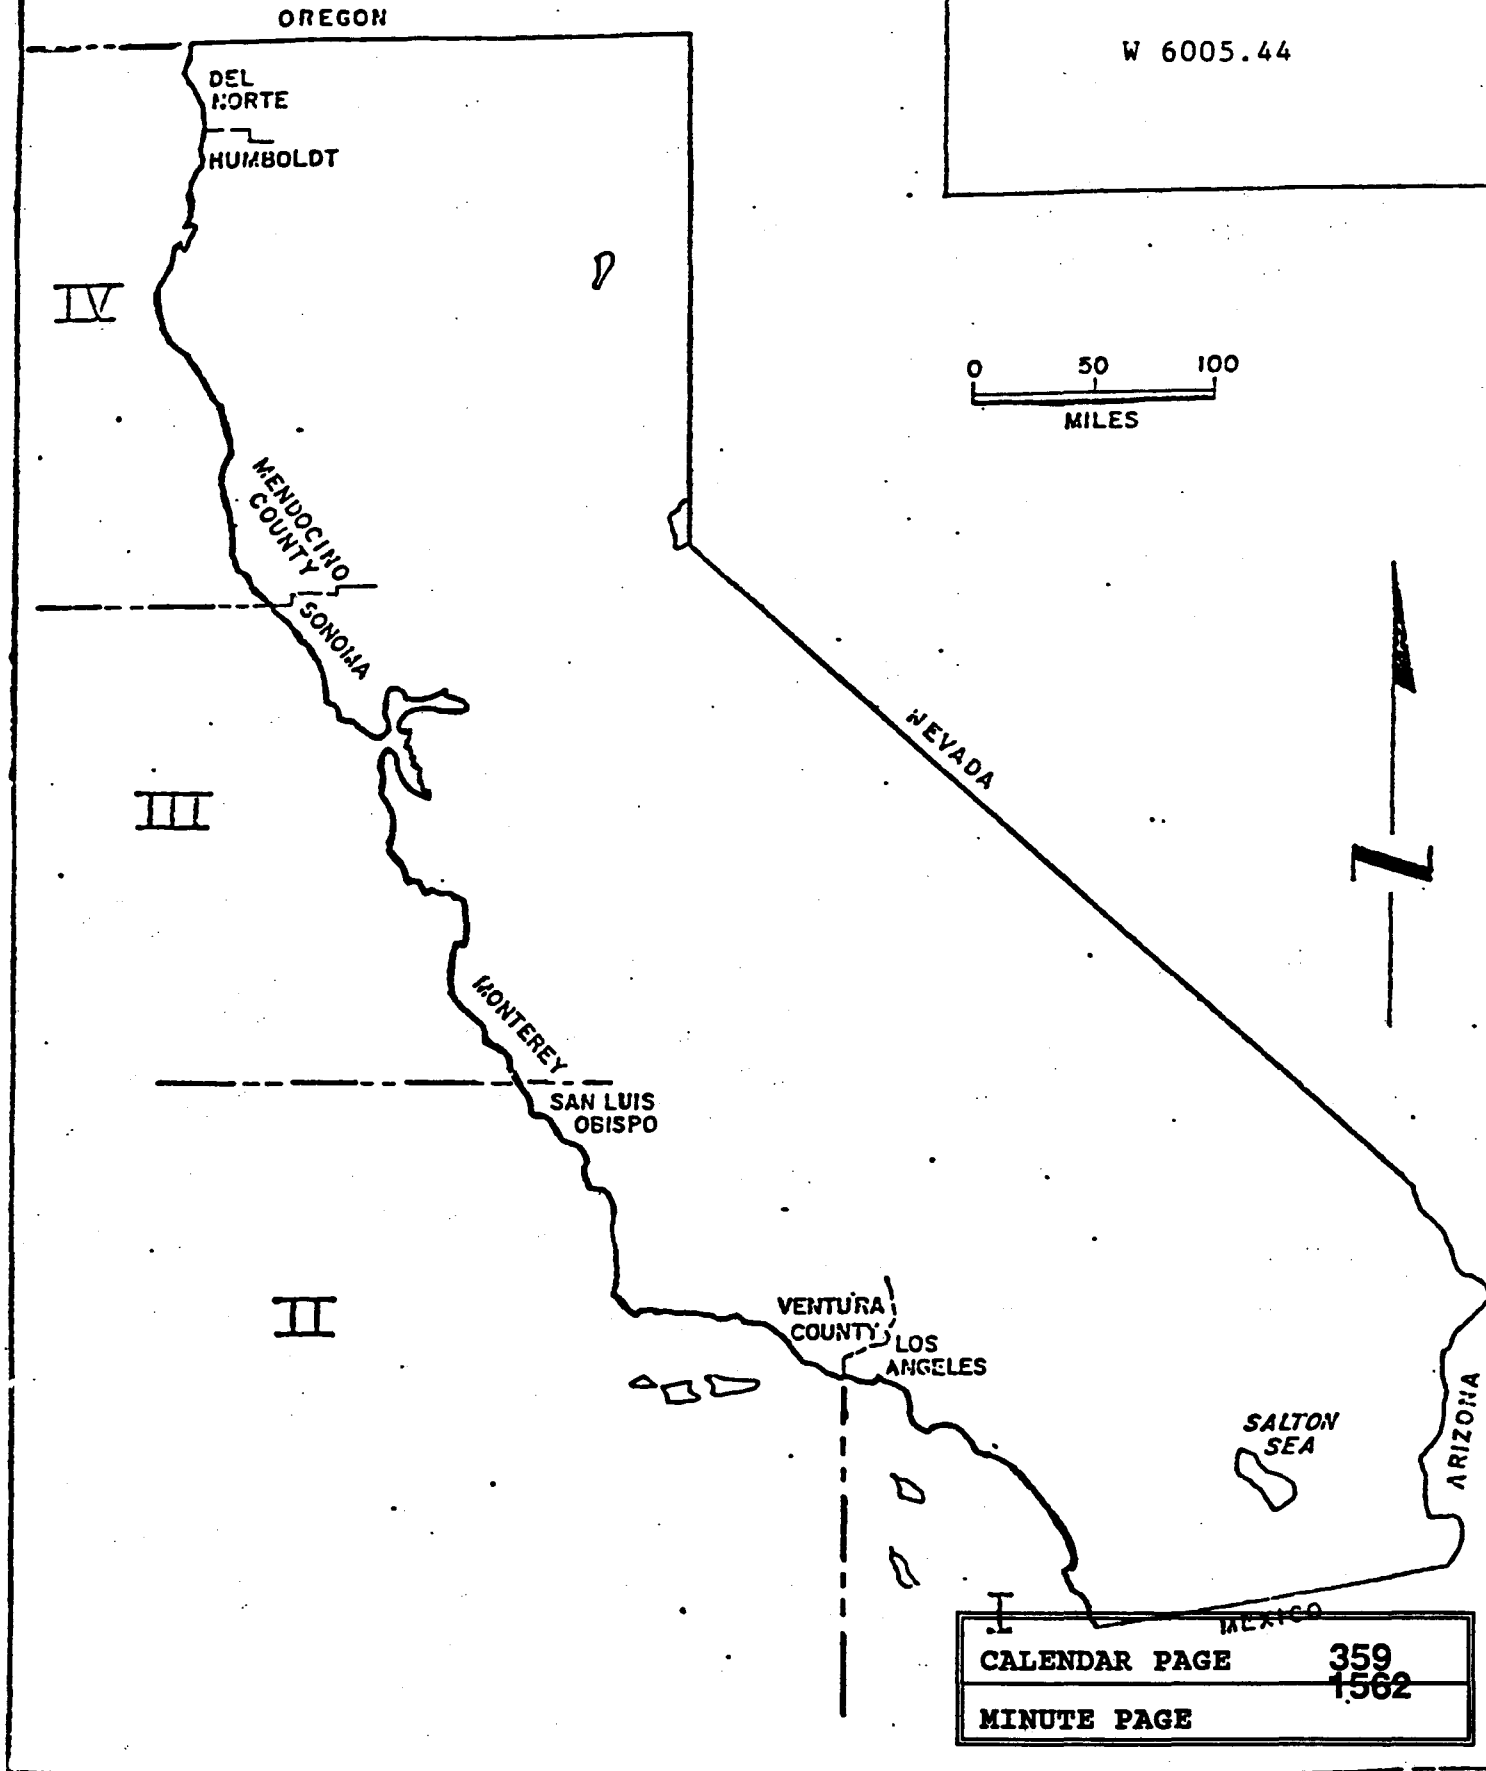 OREGON
W 6005.44
DEL
NORTE
HUMBOLDT
IV
0 50 100
MILES
MENDOCINO
COUNTY
SONOMA
NEVADA
III
N
MONTEREY
SAN LUIS
OBISPO
II
VENTURA
COUNTY
LOS
ANGELES
SALTON
SEA
ARIZONA
I
MEXICO
CALENDAR PAGE 359
1562
MINUTE PAGE